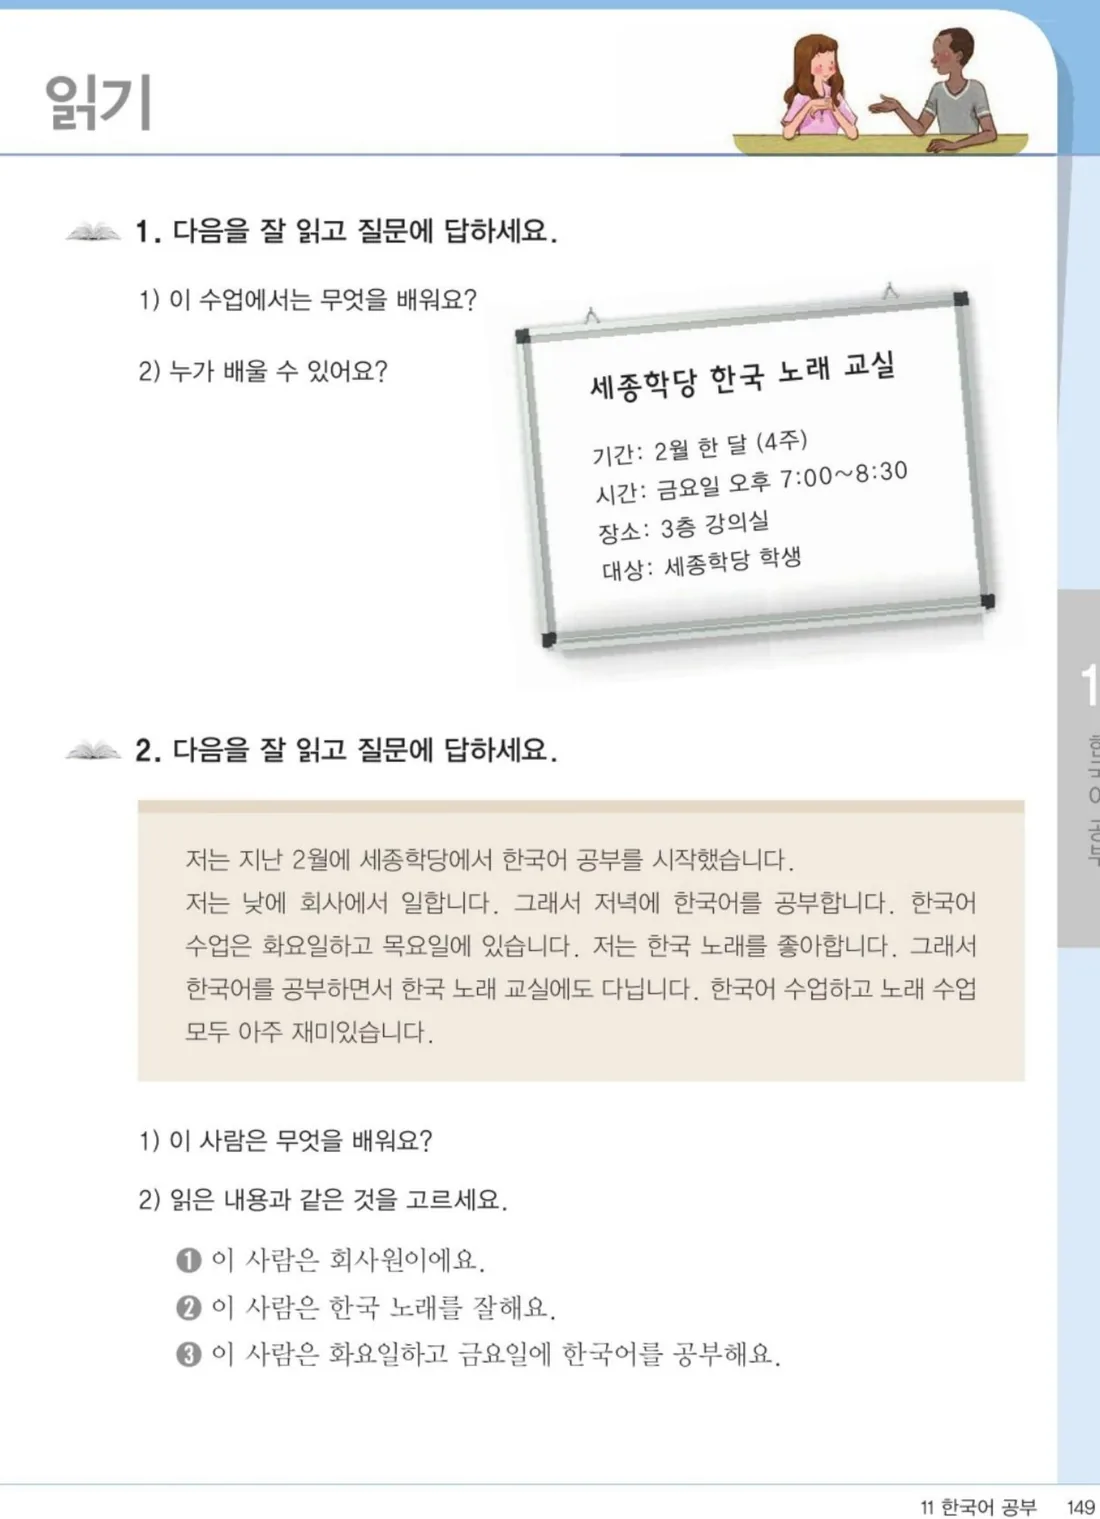 읽기
1. 다음을 잘 읽고 질문에 답하세요.
1) 이 수업에서는 무엇을 배워요?
2) 누가 배울 수 있어요?
세종학당 한국 노래 교실
기간: 2월 한 달 (4주)
시간: 금요일 오후 7:00~8:30
장소: 3층 강의실
대상: 세종학당 학생
2. 다음을 잘 읽고 질문에 답하세요.
저는 지난 2월에 세종학당에서 한국어 공부를 시작했습니다.
저는 낮에 회사에서 일합니다. 그래서 저녁에 한국어를 공부합니다. 한국어
수업은 화요일하고 목요일에 있습니다. 저는 한국 노래를 좋아합니다. 그래서
한국어를 공부하면서 한국 노래 교실에도 다닙니다. 한국어 수업하고 노래 수업
모두 아주 재미있습니다.
1) 이 사람은 무엇을 배워요?
2) 읽은 내용과 같은 것을 고르세요.
❶ 이 사람은 회사원이에요.
❷ 이 사람은 한국 노래를 잘해요.
❸ 이 사람은 화요일하고 금요일에 한국어를 공부해요.
11 한국어 공부 149